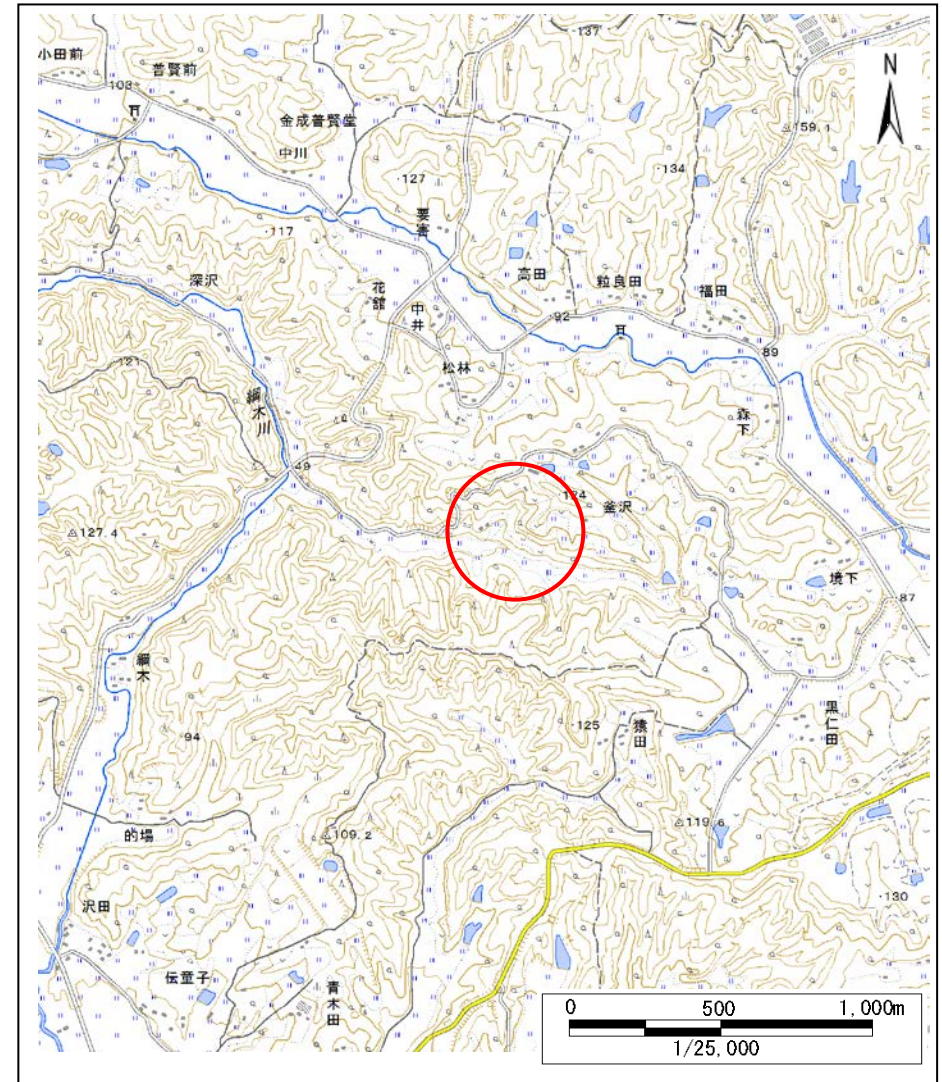 小田前
普賢前
・137
N
103
金成普賢堂
159.1
中川
・134
・127
要害
・117
深沢
高田
粒良田
花舘
中井
福田
・92
89
松林
121
綱木川
森下
49
124
釜沢
127.4
境下
・87
綱木
黒仁田
猿田
・125
・94
119.6
的場
109.2
・130
沢田
伝童子
青木田
0 500 1,000m
1/25,000